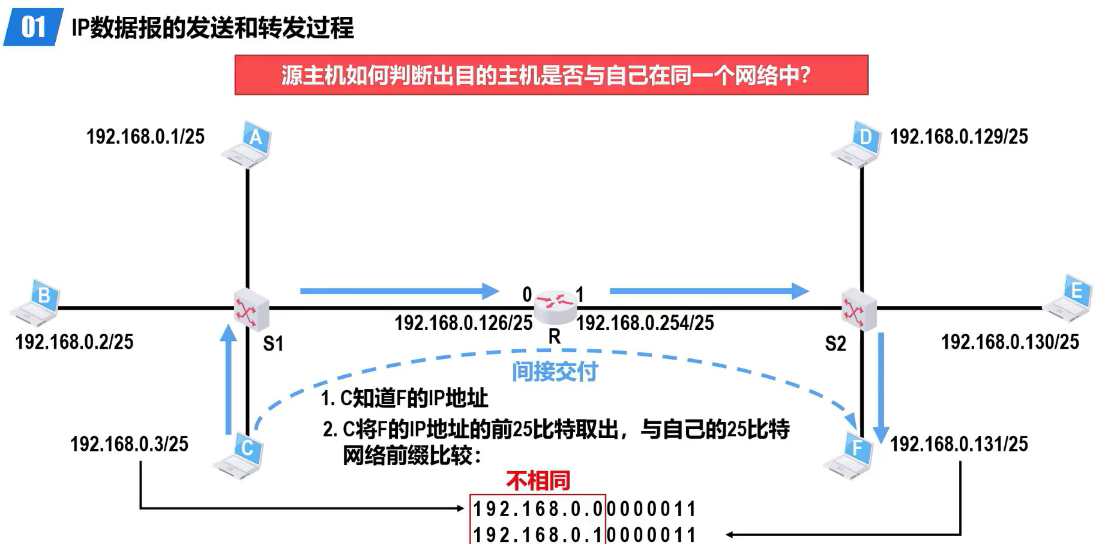 01 IP数据报的发送和转发过程
源主机如何判断出目的主机是否与自己在同一个网络中？
192.168.0.1/25
A
D
192.168.0.129/25
B
0
1
E
192.168.0.126/25
192.168.0.254/25
192.168.0.2/25
S1
R
S2
192.168.0.130/25
间接交付
1. C知道F的IP地址
2. C将F的IP地址的前25比特取出，与自己的25比特
网络前缀比较：
192.168.0.3/25
C
F
192.168.0.131/25
不相同
192.168.0.00000011
192.168.0.10000011